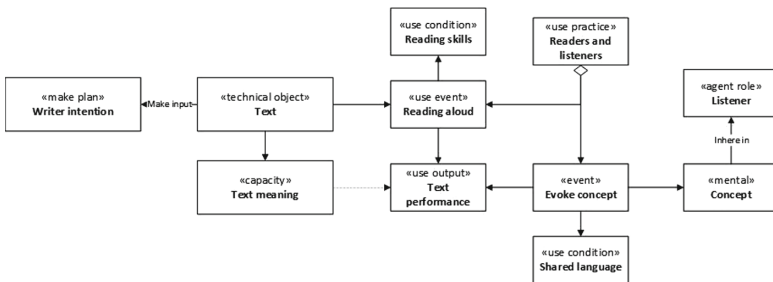 «use condition»
Reading skills
«use practice»
Readers and
listeners
«make plan»
Writer intention
Make input
«technical object»
Text
«use event»
Reading aloud
«agent role»
Listener
Inhere in
«capacity»
Text meaning
«use output»
Text
performance
«event»
Evoke concept
«mental»
Concept
«use condition»
Shared language